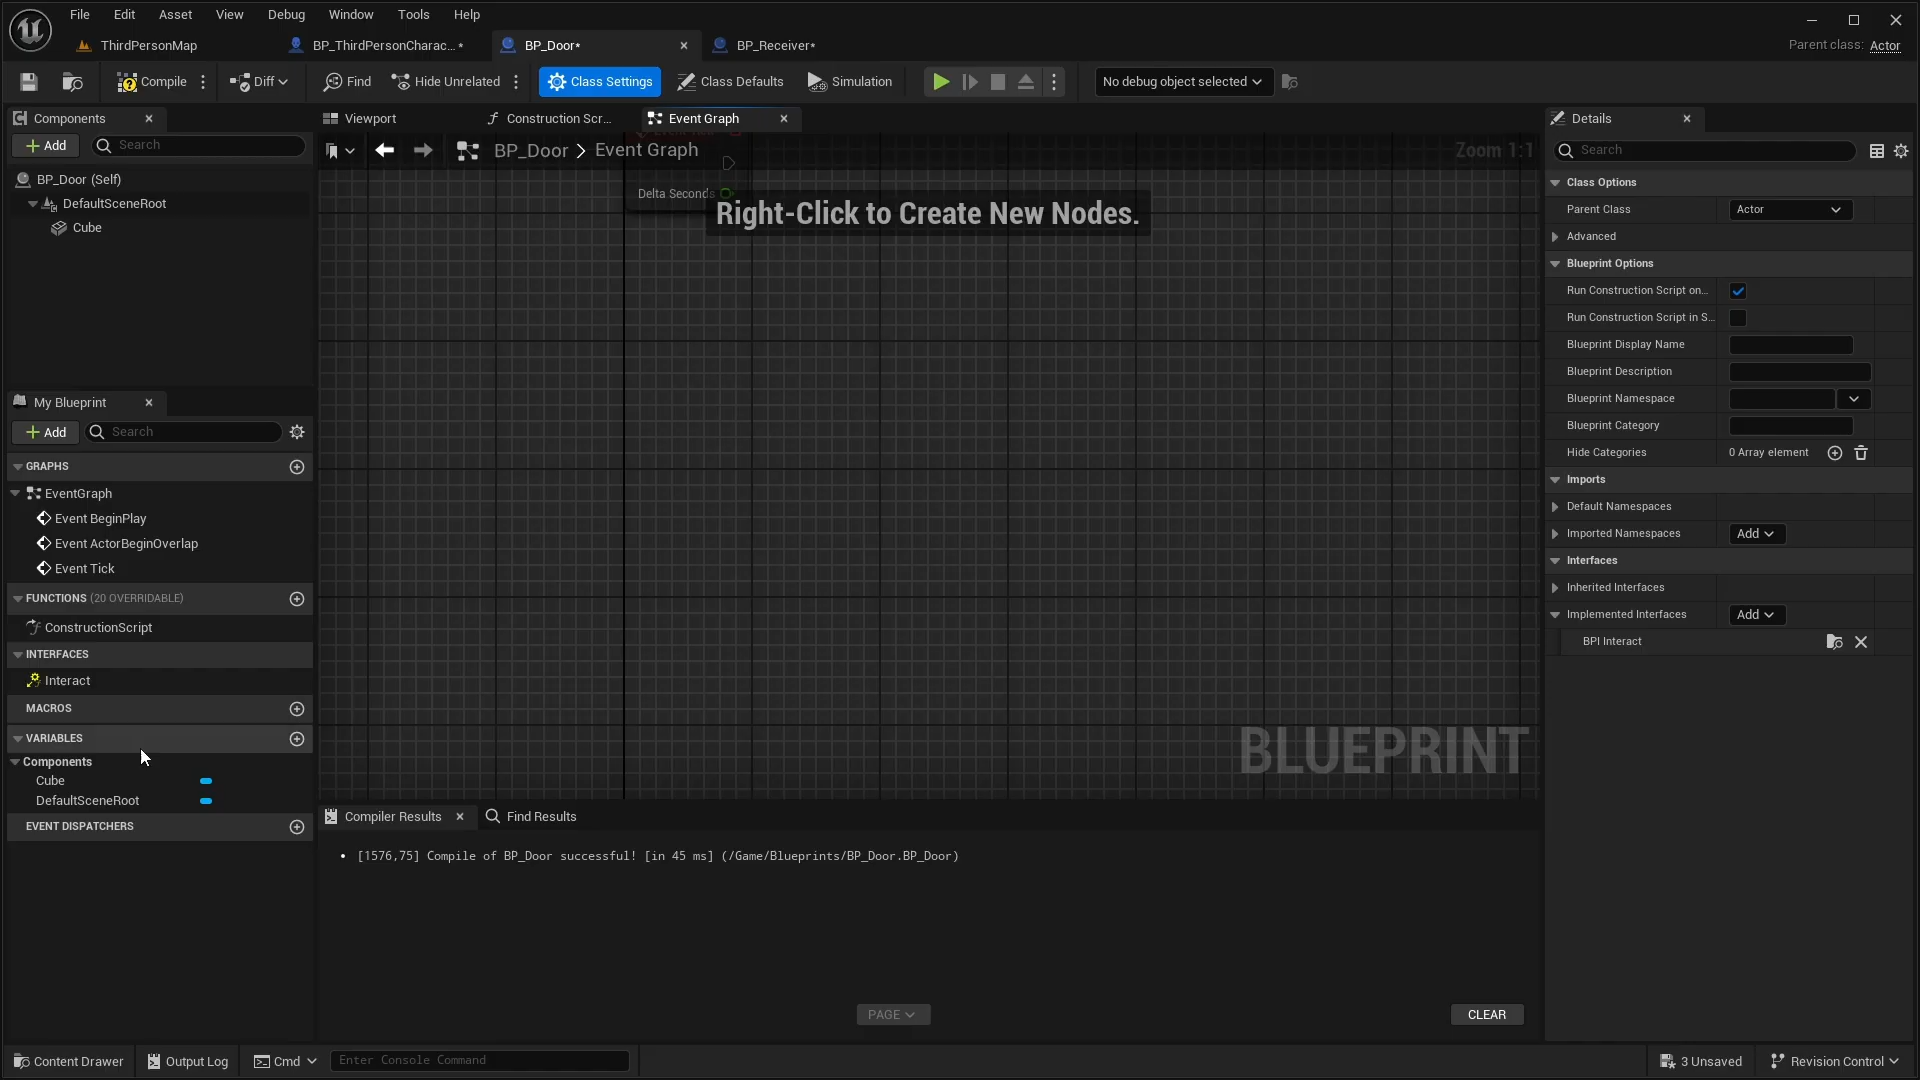 File Edit Asset View Debug Window Tools Help
ThirdPersonMap BP_ThirdPersonCharac...* BP_Door* BP_Receiver* Parent class: Actor
Compile Diff Find Hide Unrelated Class Settings Class Defaults Simulation No debug object selected
Components Viewport Construction Scr... Event Graph Details
Add Search BP_Door > Event Graph Zoom 1:1 Search
BP_Door (Self)
DefaultSceneRoot
Cube
Delta Seconds
Right-Click to Create New Nodes.
BLUEPRINT
Class Options
Parent Class Actor
Advanced
Blueprint Options
Run Construction Script on...
Run Construction Script in S...
Blueprint Display Name
Blueprint Description
Blueprint Namespace
Blueprint Category
Hide Categories 0 Array element
Imports
Default Namespaces
Imported Namespaces Add
Interfaces
Inherited Interfaces
Implemented Interfaces Add
BPI Interact
My Blueprint
Add Search
GRAPHS
EventGraph
Event BeginPlay
Event ActorBeginOverlap
Event Tick
FUNCTIONS (20 OVERRIDABLE)
ConstructionScript
INTERFACES
Interact
MACROS
VARIABLES
Components
Cube
DefaultSceneRoot
EVENT DISPATCHERS
Compiler Results Find Results
• [1576,75] Compile of BP_Door successful! [in 45 ms] (/Game/Blueprints/BP_Door.BP_Door)
PAGE CLEAR
Content Drawer Output Log Cmd Enter Console Command 3 Unsaved Revision Control